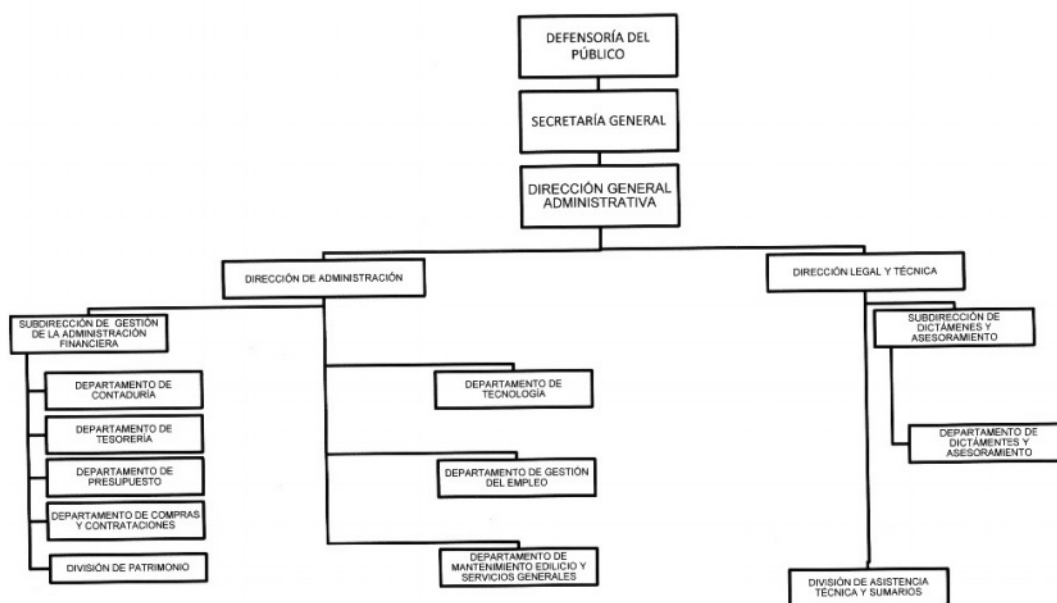 DEFENSORÍA DEL
PÚBLICO
SECRETARÍA GENERAL
DIRECCIÓN GENERAL
ADMINISTRATIVA
DIRECCIÓN DE ADMINISTRACIÓN
DIRECCIÓN LEGAL Y TÉCNICA
SUBDIRECCIÓN DE GESTIÓN
DE LA ADMINISTRACIÓN
FINANCIERA
SUBDIRECCIÓN DE
DICTÁMENES Y
ASESORAMIENTO
DEPARTAMENTO DE
CONTADURÍA
DEPARTAMENTO DE
TESORERÍA
DEPARTAMENTO DE
PRESUPUESTO
DEPARTAMENTO DE COMPRAS
Y CONTRATACIONES
DIVISIÓN DE PATRIMONIO
DEPARTAMENTO DE
TECNOLOGÍA
DEPARTAMENTO DE GESTIÓN
DEL EMPLEO
DEPARTAMENTO DE
MANTENIMIENTO EDILICIO Y
SERVICIOS GENERALES
DEPARTAMENTO DE
DICTÁMENTES Y
ASESORAMIENTO
DIVISIÓN DE ASISTENCIA
TÉCNICA Y SUMARIOS